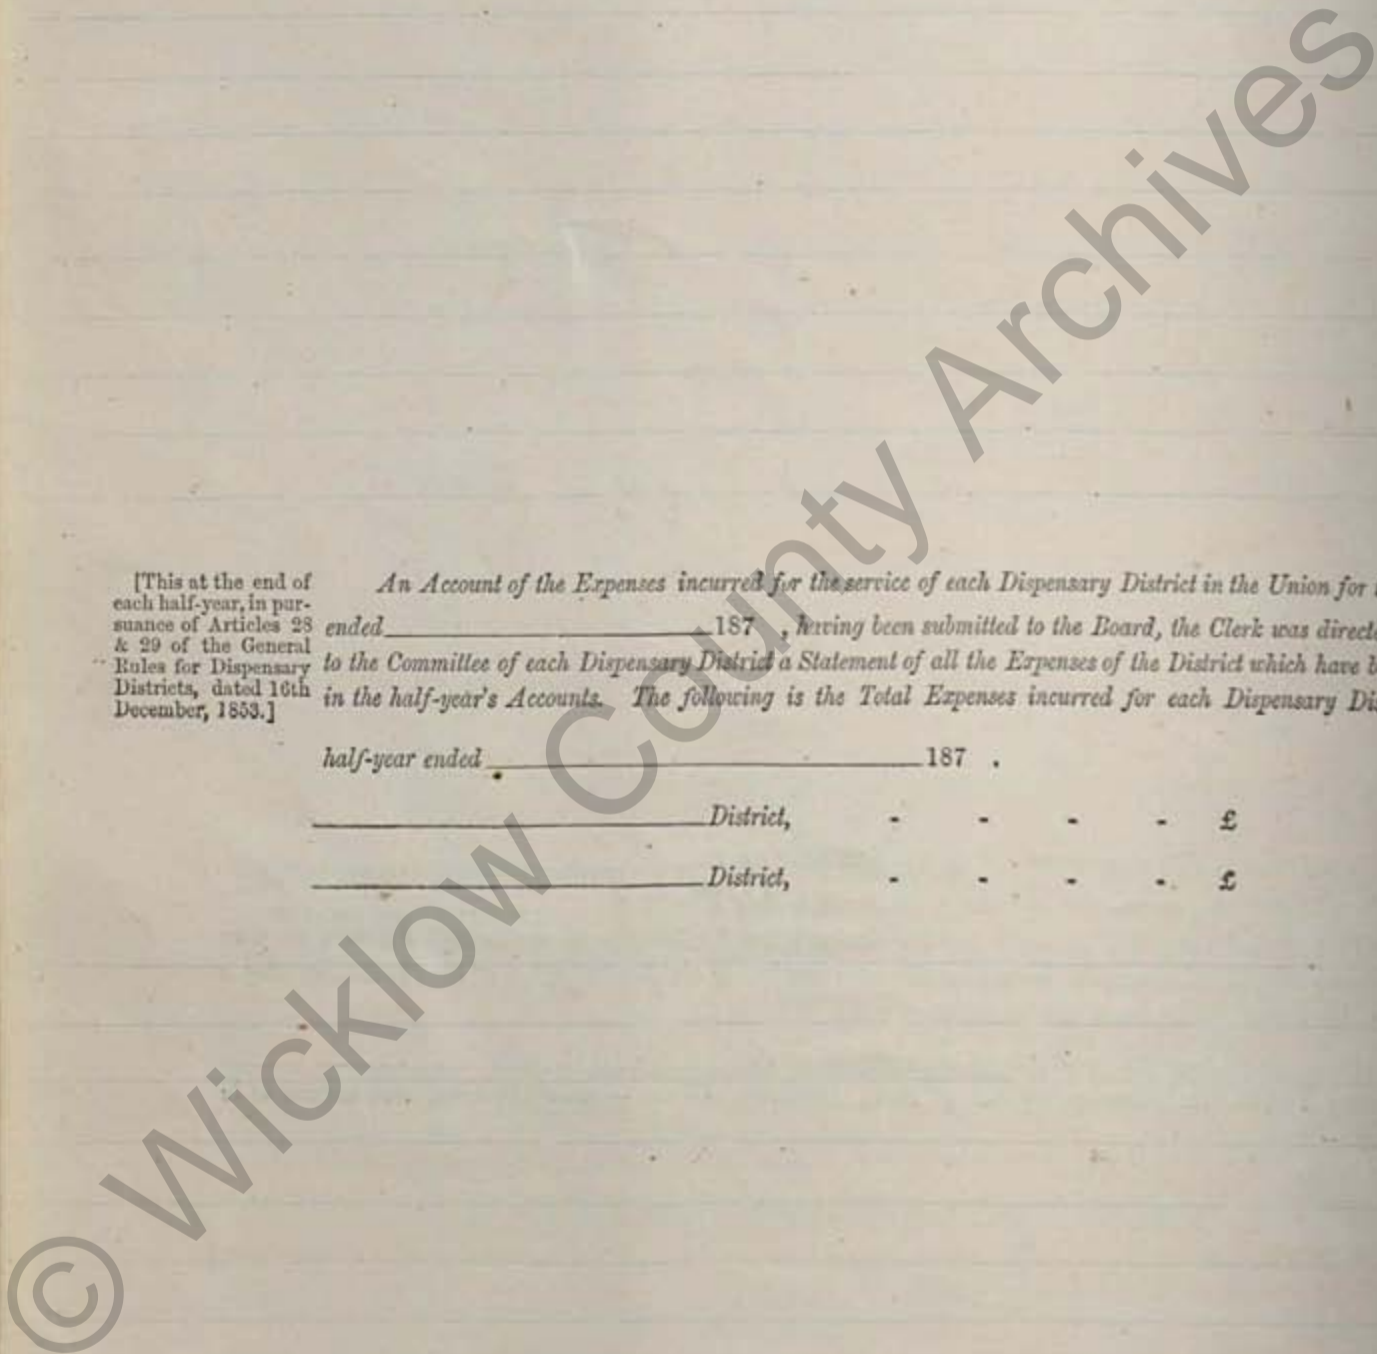 [This at the end of
each half-year, in pur-
suance of Articles 28
& 29 of the General
Rules for Dispensary
Districts, dated 16th
December, 1853.]
An Account of the Expenses incurred for the service of each Dispensary District in the Union for
ended 187 , having been submitted to the Board, the Clerk was directe
to the Committee of each Dispensary District a Statement of all the Expenses of the District which have b
in the half-year's Accounts. The following is the Total Expenses incurred for each Dispensary Dis
half-year ended 187 .
District, - - - - £
District, - - - - £
© Wicklow County Archives